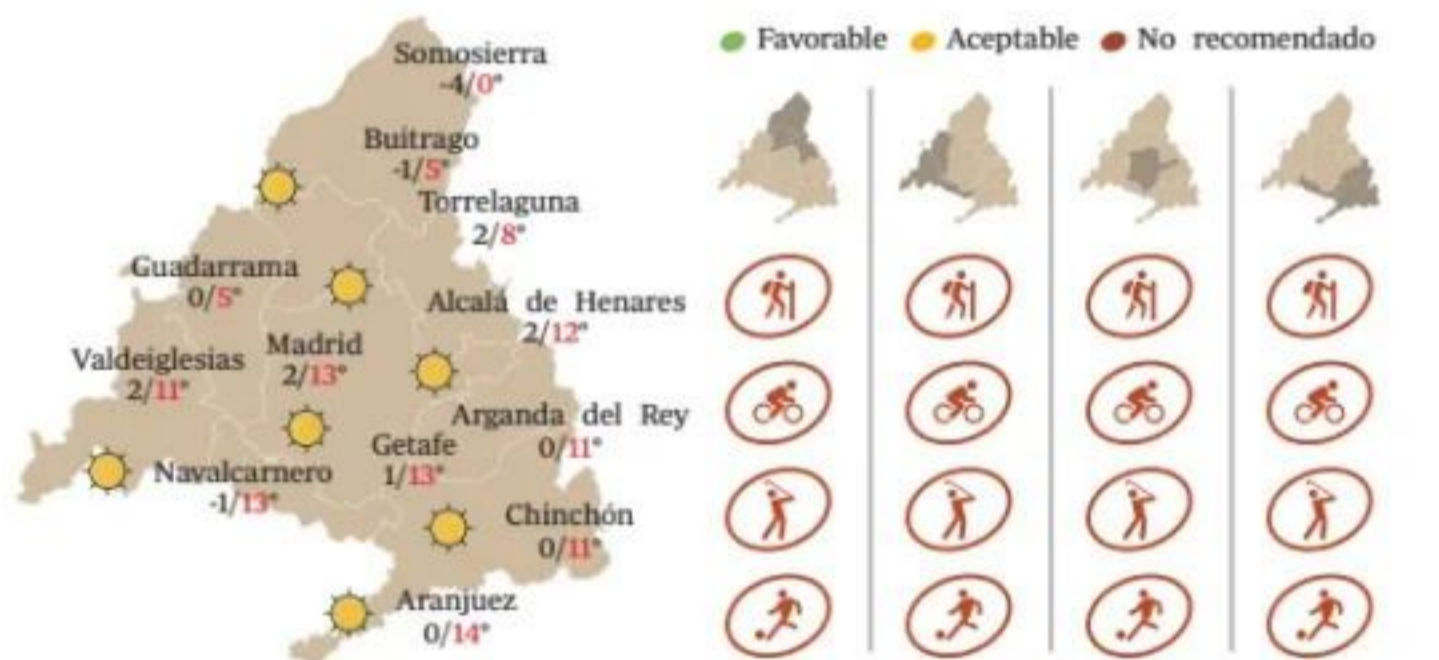 Favorable Aceptable No recomendado
Somosierra
-4/0°
Buitrago
-1/5°
Torrelaguna
2/8°
Guadarrama
0/5°
Alcalá de Henares
2/12°
Madrid
2/13°
Valdeiglesias
2/11°
Arganda del Rey
0/11°
Getafe
1/13°
Navalcarnero
-1/13°
Chinchón
0/11°
Aranjuez
0/14°